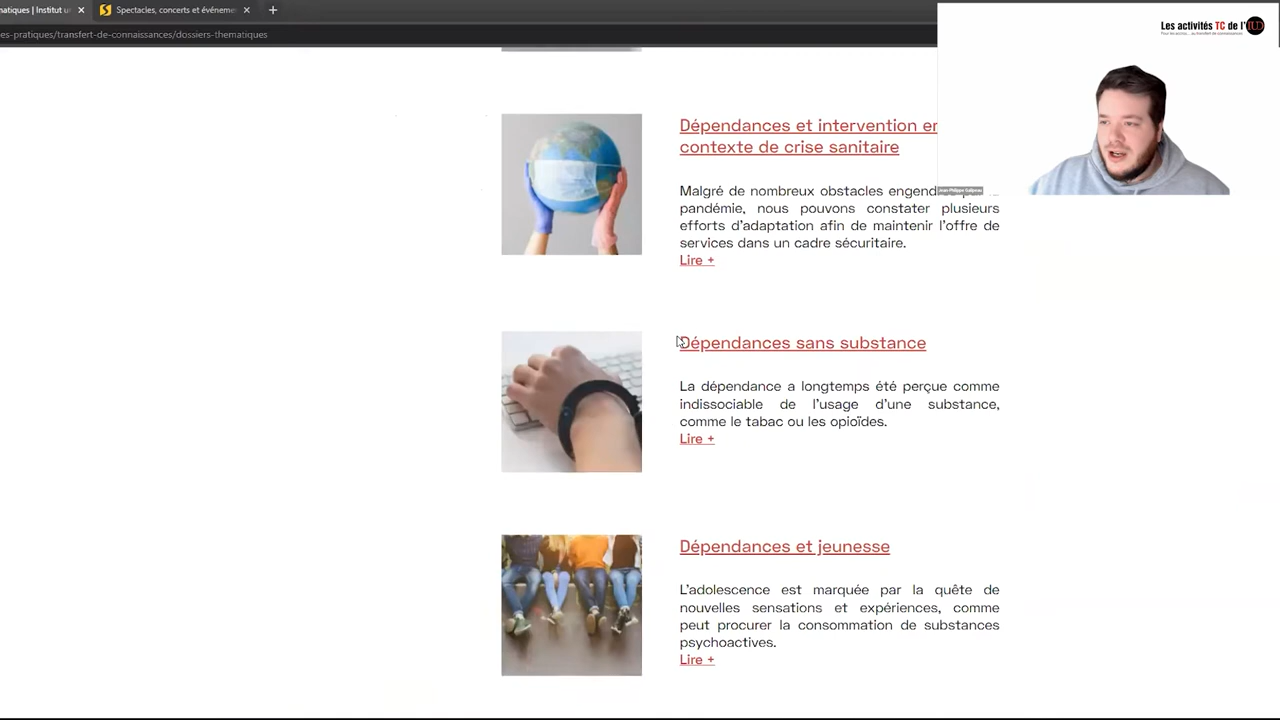 matiques | Institut u
Spectacles, concerts et événeme
es-pratiques/transfert-de-connaissances/dossiers-thematiques
Les activités TC de l'IUD
Dépendances et intervention en
contexte de crise sanitaire
Malgré de nombreux obstacles engend
pandémie, nous pouvons constater plusieurs
efforts d'adaptation afin de maintenir l'offre de
services dans un cadre sécuritaire.
Lire +
Dépendances sans substance
La dépendance a longtemps été perçue comme
indissociable de l'usage d'une substance,
comme le tabac ou les opioïdes.
Lire +
Dépendances et jeunesse
L'adolescence est marquée par la quête de
nouvelles sensations et expériences, comme
peut procurer la consommation de substances
psychoactives.
Lire +